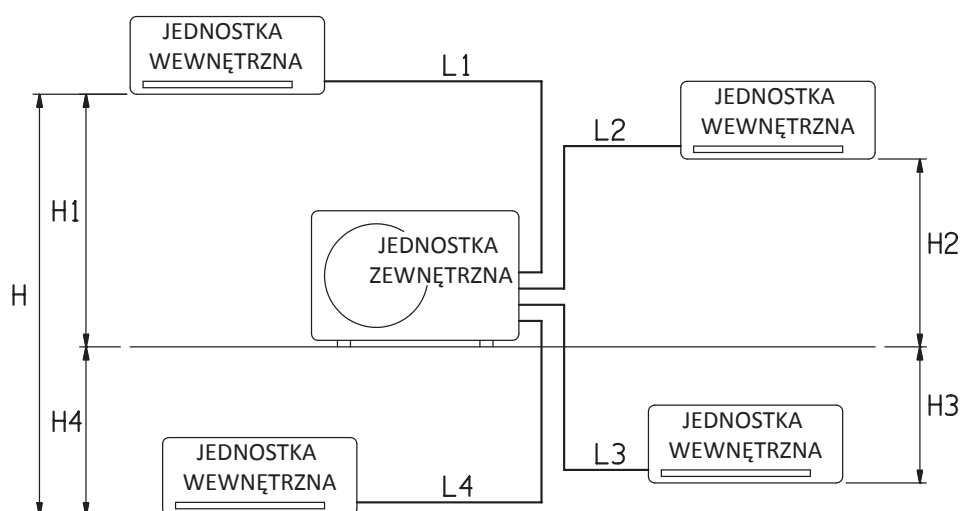 JEDNOSTKA
WEWNĘTRZNA
L1
JEDNOSTKA
WEWNĘTRZNA
L2
H1
JEDNOSTKA
ZEWNĘTRZNA
H2
H
H4
H3
JEDNOSTKA
WEWNĘTRZNA
L3
JEDNOSTKA
WEWNĘTRZNA
L4